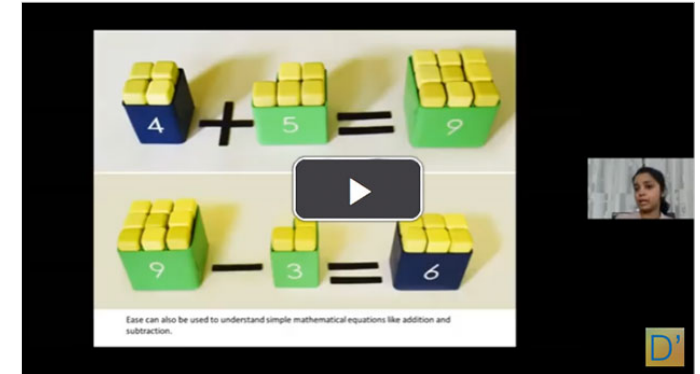 4 + 5 = 9
9 - 3 = 6
Ease can also be used to understand simple mathematical equations like addition and
subtraction.
D'